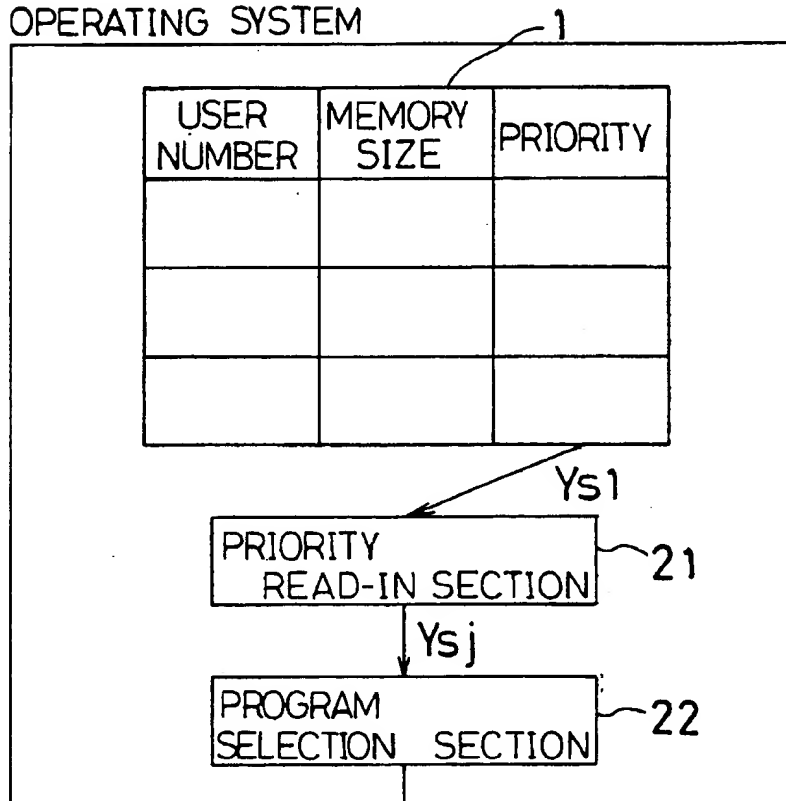 OPERATING SYSTEM
1
USER NUMBER
MEMORY SIZE
PRIORITY
Ys1
PRIORITY
READ-IN SECTION
21
Ysj
PROGRAM
SELECTION SECTION
22